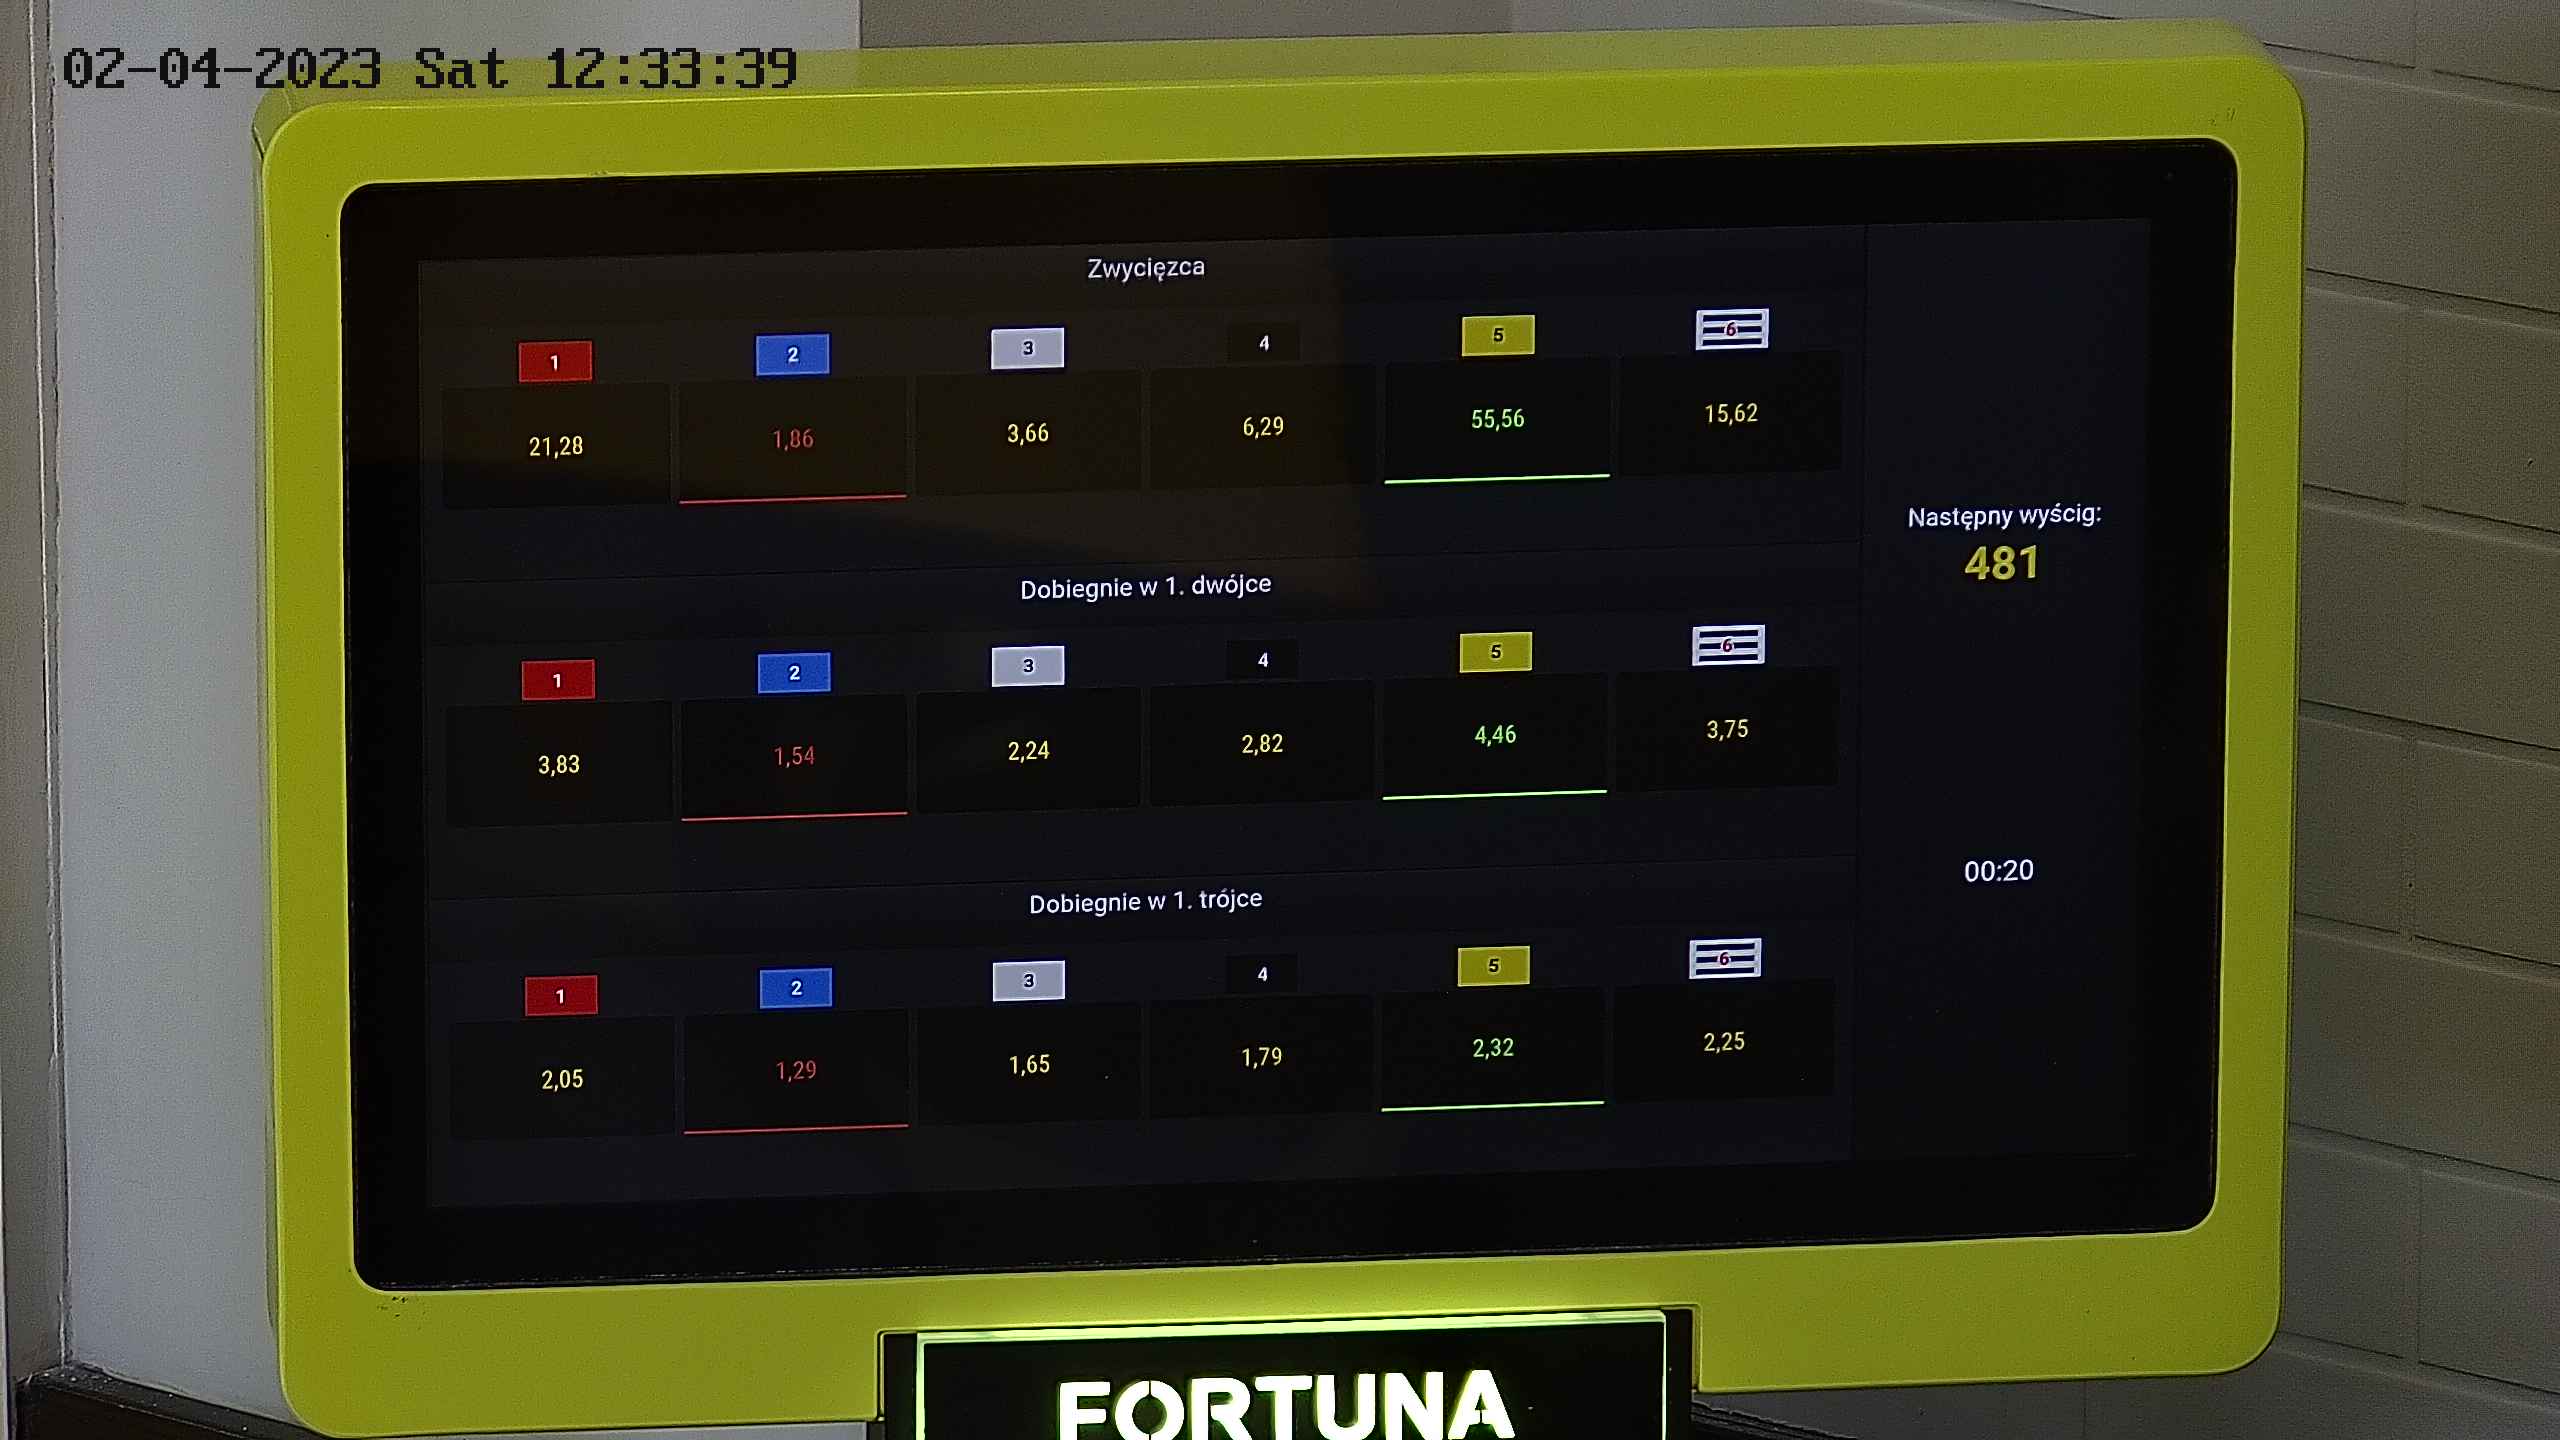 02-04-2023 Sat 12:33:39
Zwycięzca
1 2 3 4 5 6
21,28 1,86 3,66 6,29 55,56 15,62
Dobiegnie w 1. dwójce
1 2 3 4 5 6
3,83 1,54 2,24 2,82 4,46 3,75
Dobiegnie w 1. trójce
1 2 3 4 5 6
2,05 1,29 1,65 1,79 2,32 2,25
Następny wyścig:
481
00:20
FORTUNA